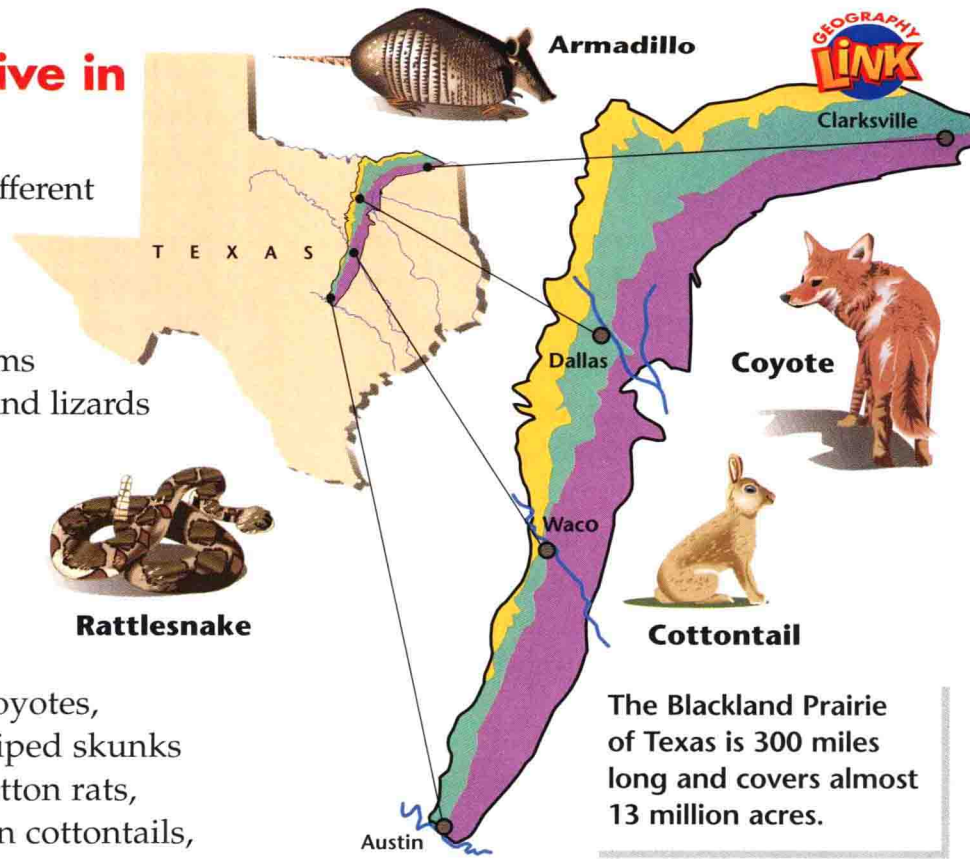 ive in
fferent
ms
nd lizards
oyotes,
iped skunks
tton rats,
n cottontails,
Armadillo
GEOGRAPHY
LiNK
TEXAS
Clarksville
Dallas
Coyote
Waco
Rattlesnake
Cottontail
Austin
The Blackland Prairie
of Texas is 300 miles
long and covers almost
13 million acres.